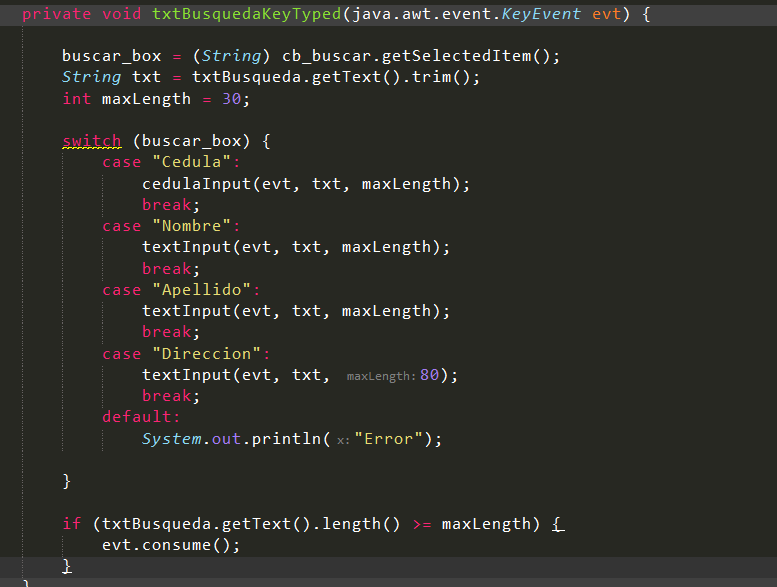 private void txtBusquedaKeyTyped(java.awt.event.KeyEvent evt) {
buscar_box = (String) cb_buscar.getSelectedItem();
String txt = txtBusqueda.getText().trim();
int maxLength = 30;
switch (buscar_box) {
case "Cedula":
cedulaInput(evt, txt, maxLength);
break;
case "Nombre":
textInput(evt, txt, maxLength);
break;
case "Apellido":
textInput(evt, txt, maxLength);
break;
case "Direccion":
textInput(evt, txt, maxLength: 80);
break;
default:
System.out.println( x: "Error");
}
if (txtBusqueda.getText().length() >= maxLength) {
evt.consume();
}
}